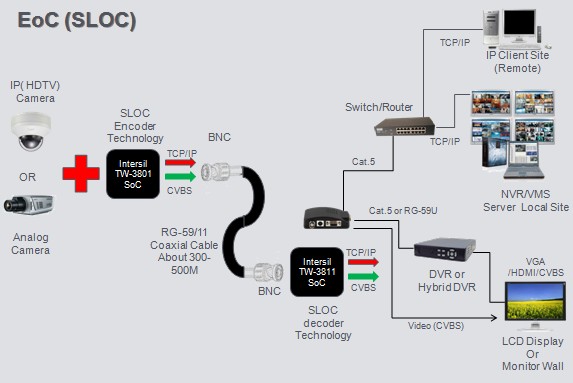 EoC (SLOC)
IP( HDTV)
Camera
OR
Analog
Camera
SLOC
Encoder
Technology
Intersil
TW-3801
SoC
TCP/IP
CVBS
BNC
RG-59/11
Coaxial Cable
About 300-
500M
BNC
Intersil
TW-3811
SoC
TCP/IP
CVBS
SLOC
decoder
Technology
Switch/Router
TCP/IP
IP Client Site
(Remote)
TCP/IP
NVR/VMS
Server Local Site
Cat.5
Cat.5 or RG-59U
DVR or
Hybrid DVR
VGA
/HDMI/CVBS
Video (CVBS)
LCD Display
Or
Monitor Wall